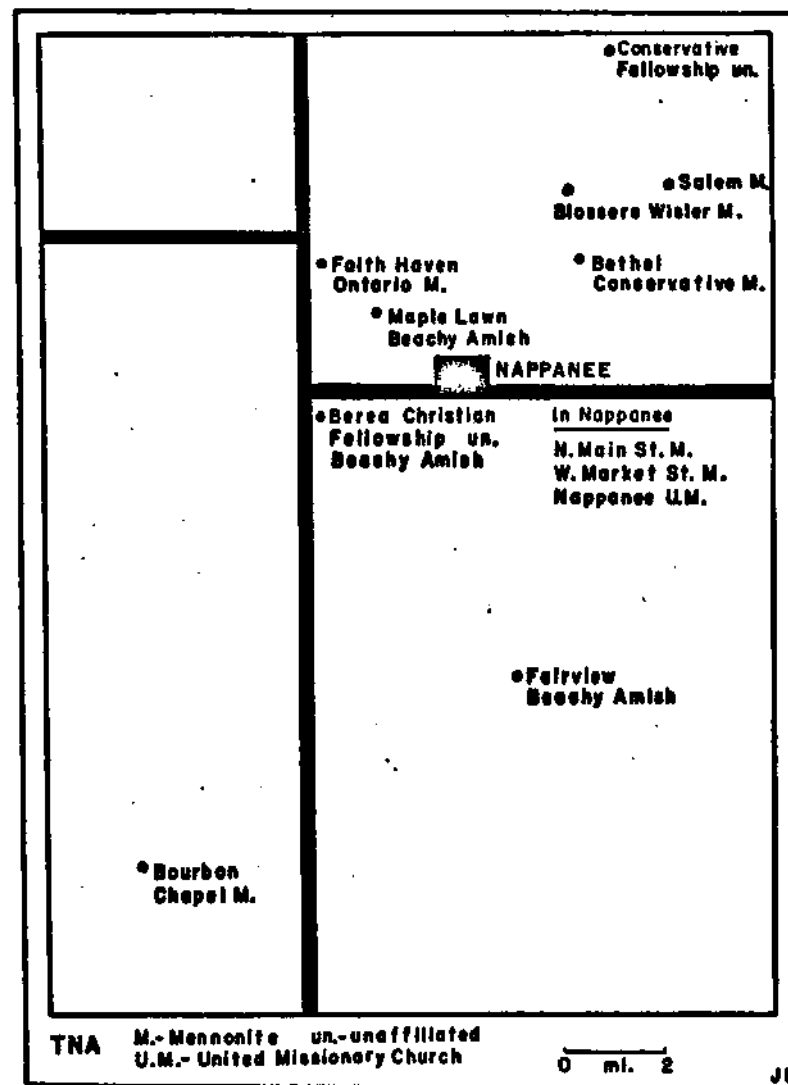 Conservative
Fellowship un.
Salem M.
Blossers Wisler M.
Bethel
Conservative M.
Faith Haven
Ontario M.
Maple Lawn
Beachy Amish
NAPPANEE
Berea Christian
Fellowship un.
Beachy Amish
In Nappanee
N. Main St. M.
W. Market St. M.
Nappanee U.M.
Fairview
Beachy Amish
Bourbon
Chapel M.
TNA
M.- Mennonite un.-unaffiliated
U.M.- United Missionary Church
0 mi. 2